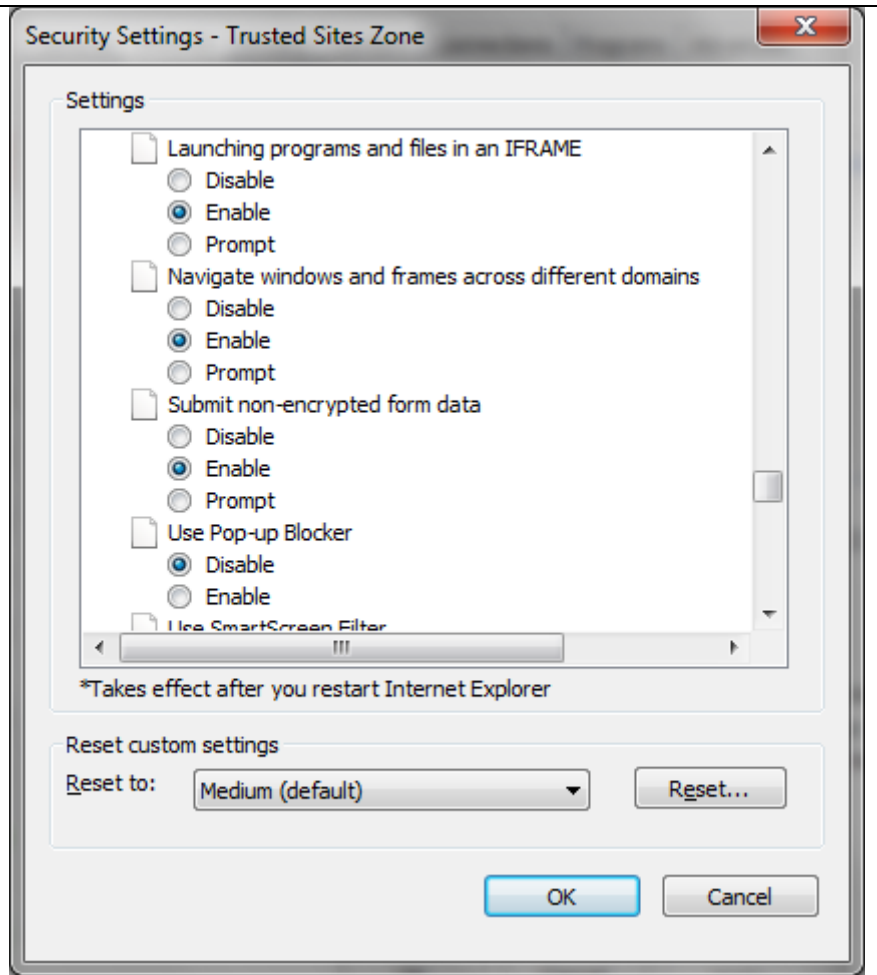 Security Settings - Trusted Sites Zone
Settings
Launching programs and files in an IFRAME
Disable
Enable
Prompt
Navigate windows and frames across different domains
Disable
Enable
Prompt
Submit non-encrypted form data
Disable
Enable
Prompt
Use Pop-up Blocker
Disable
Enable
Use SmartScreen Filter
*Takes effect after you restart Internet Explorer
Reset custom settings
Reset to:
Medium (default)
Reset...
OK
Cancel